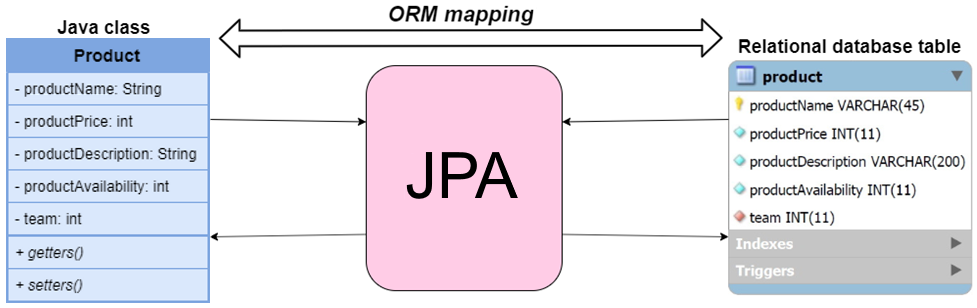 ORM mapping
Java class
Product
- productName: String
- productPrice: int
- productDescription: String
- productAvailability: int
- team: int
+ getters()
+ setters()
JPA
Relational database table
product
productName VARCHAR(45)
productPrice INT(11)
productDescription VARCHAR(200)
productAvailability INT(11)
team INT(11)
Indexes
Triggers